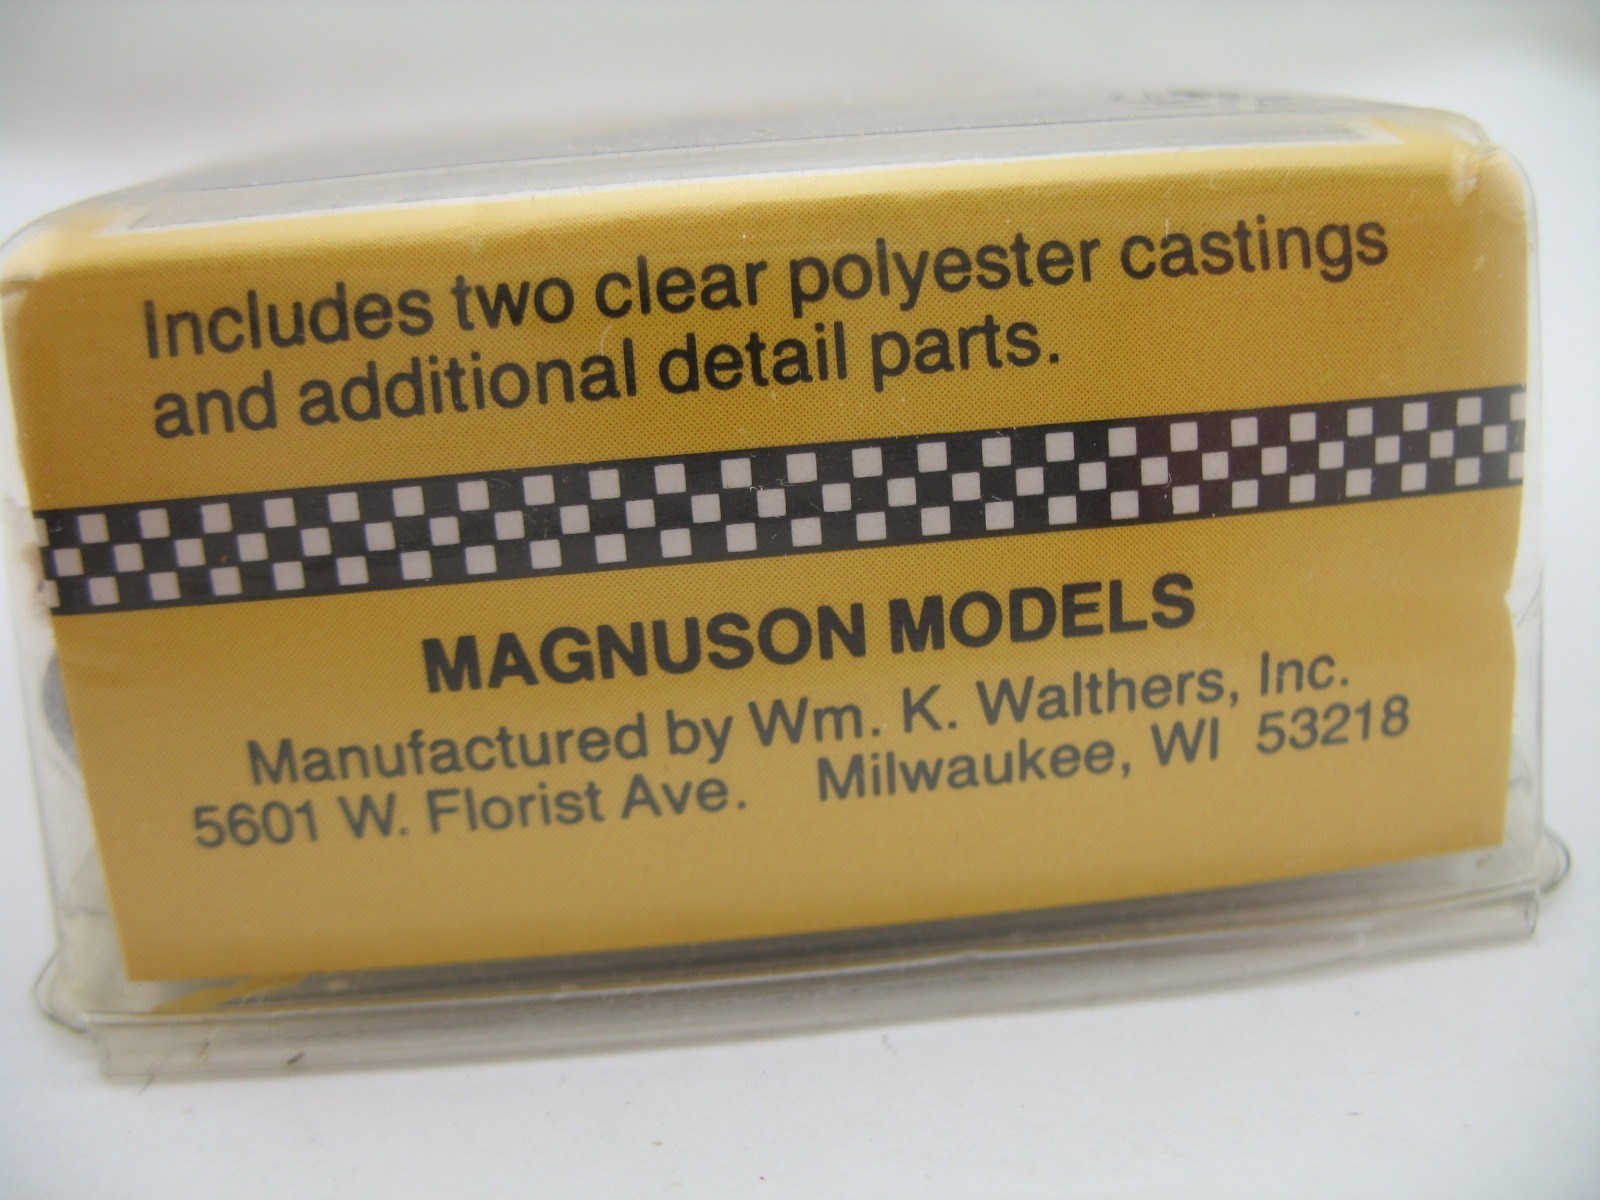 Includes two clear polyester castings
and additional detail parts.
MAGNUSON MODELS
Manufactured by Wm. K. Walthers, Inc.
5601 W. Florist Ave. Milwaukee, WI 53218